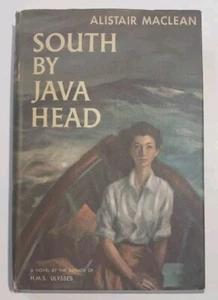 ALISTAIR MACLEAN
SOUTH
BY
JAVA
HEAD
A NOVEL BY THE AUTHOR OF
H.M.S. ULYSSES